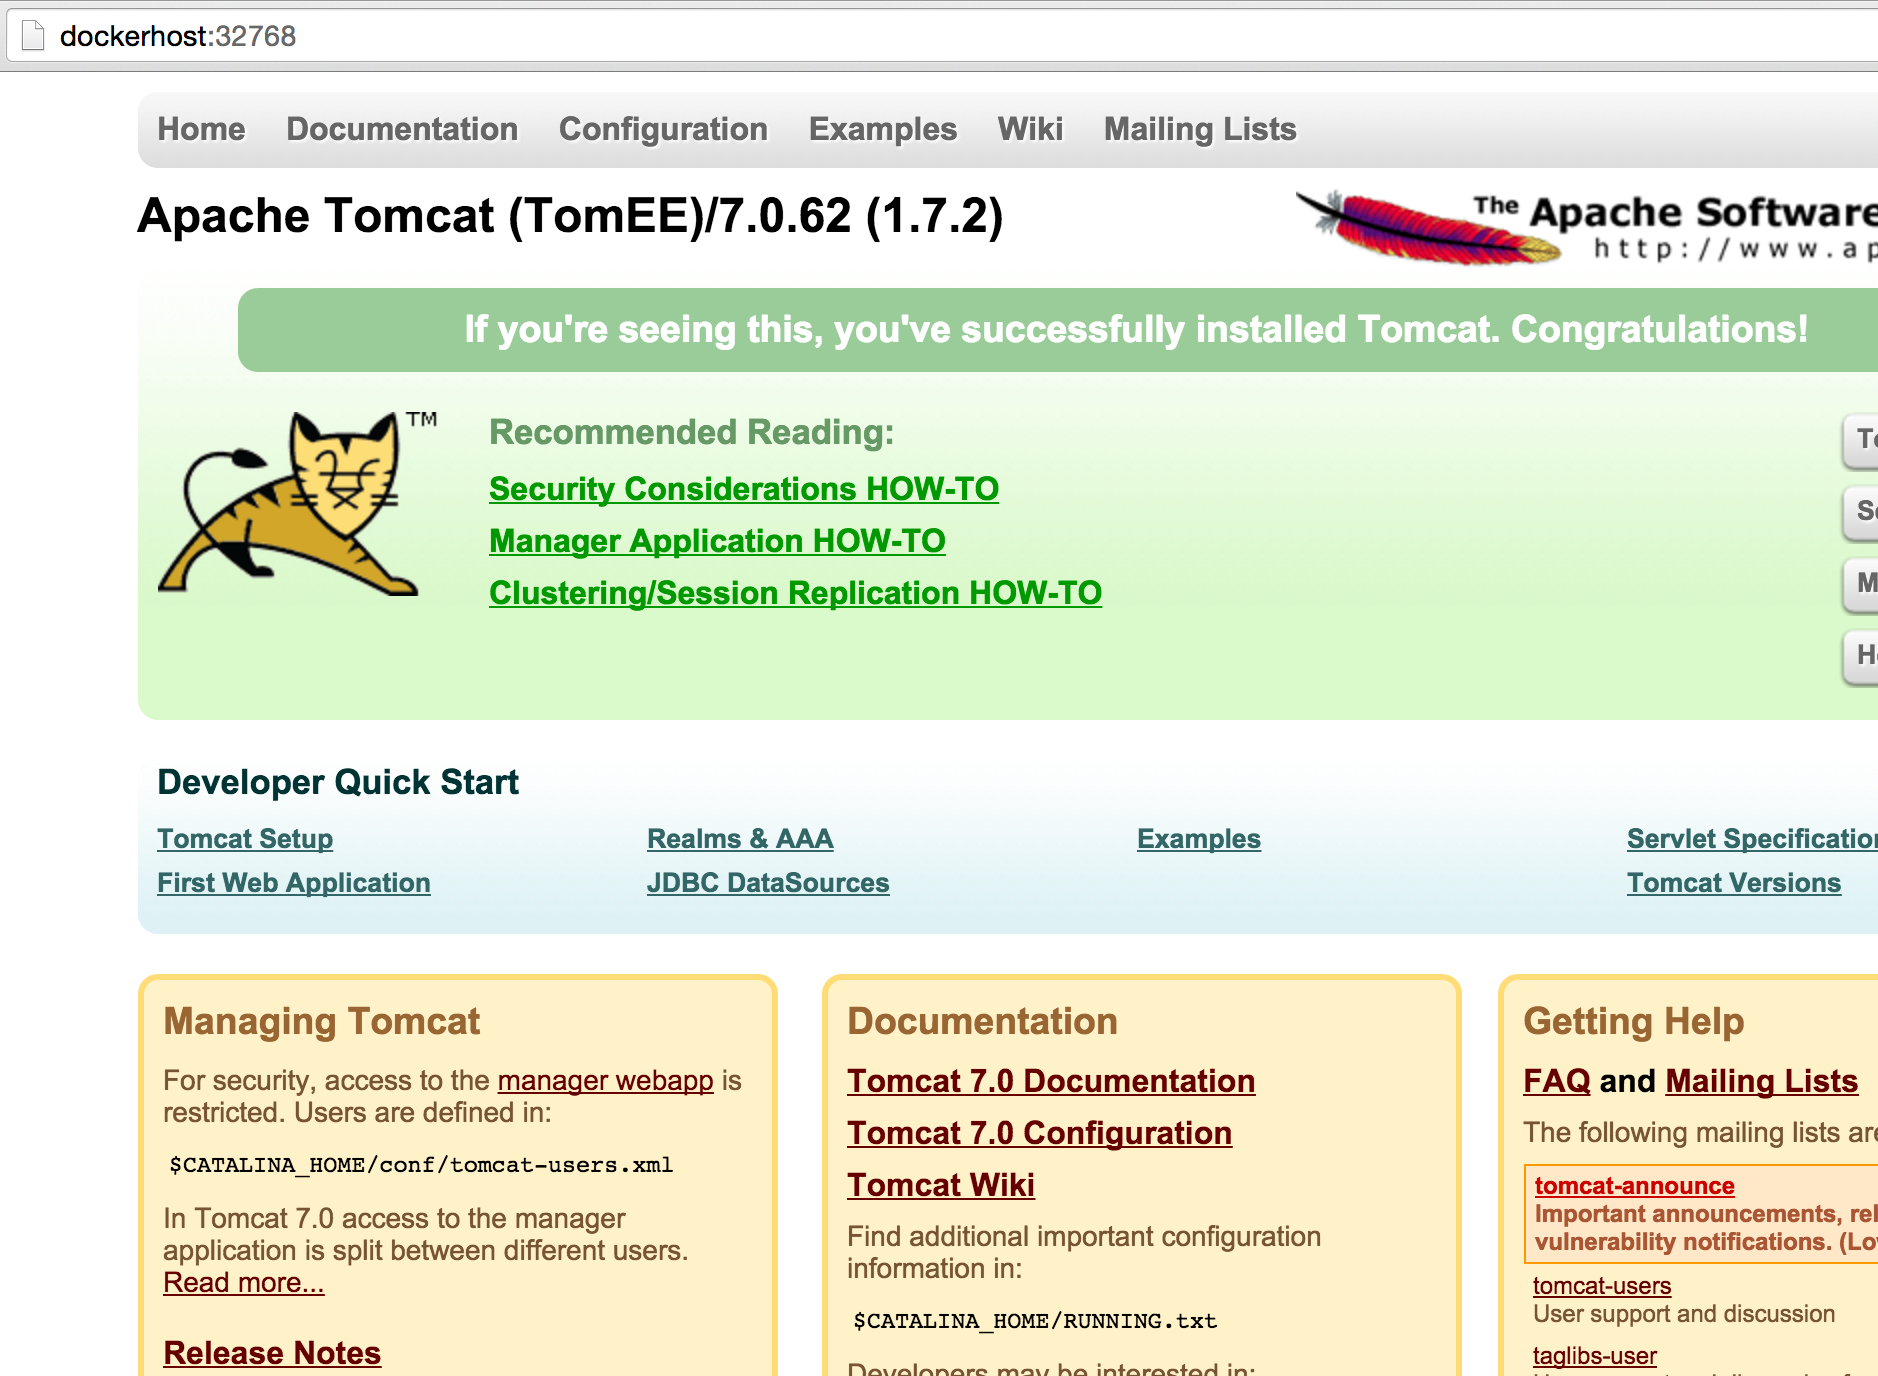 dockerhost:32768
Home Documentation Configuration Examples Wiki Mailing Lists
Apache Tomcat (TomEE)/7.0.62 (1.7.2)
The Apache Software
http://www.ap
If you're seeing this, you've successfully installed Tomcat. Congratulations!
TM
Recommended Reading:
Security Considerations HOW-TO
Manager Application HOW-TO
Clustering/Session Replication HOW-TO
Developer Quick Start
Tomcat Setup
First Web Application
Realms & AAA
JDBC DataSources
Examples
Servlet Specification
Tomcat Versions
Managing Tomcat
For security, access to the manager webapp is
restricted. Users are defined in:
$CATALINA_HOME/conf/tomcat-users.xml
In Tomcat 7.0 access to the manager
application is split between different users.
Read more...
Release Notes
Documentation
Tomcat 7.0 Documentation
Tomcat 7.0 Configuration
Tomcat Wiki
Find additional important configuration
information in:
$CATALINA_HOME/RUNNING.txt
Developers may be interested in:
Getting Help
FAQ and Mailing Lists
The following mailing lists are
tomcat-announce
Important announcements,
vulnerability notifications.
tomcat-users
User support and discussion
taglibs-user